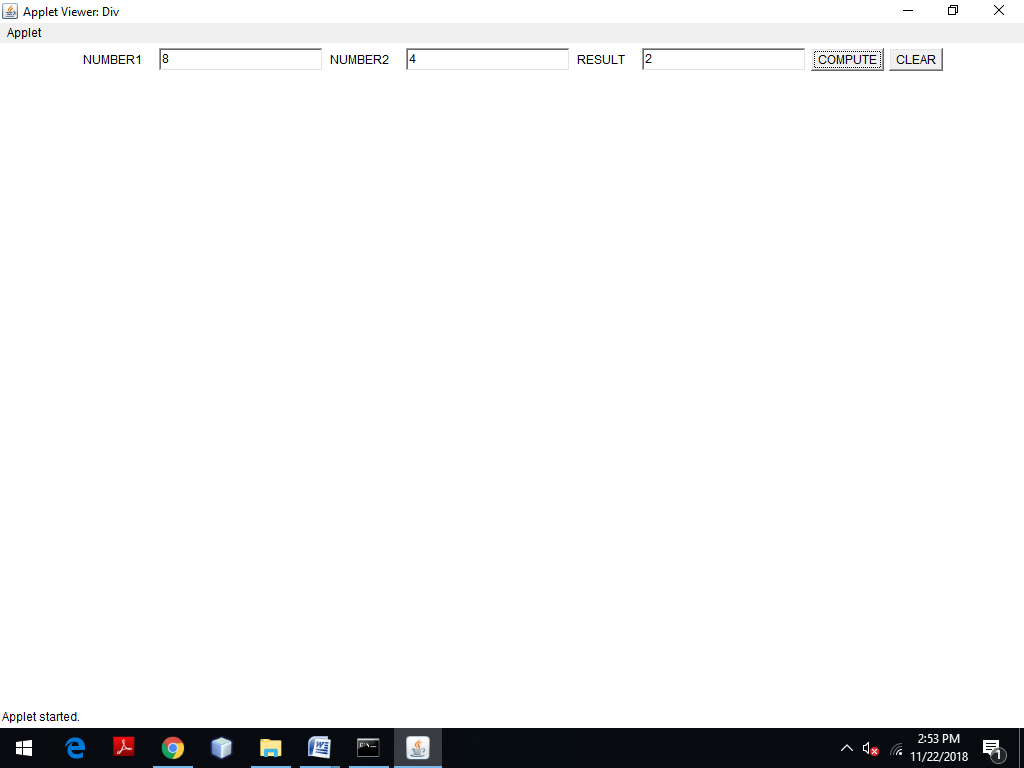 Applet Viewer: Div
Applet
NUMBER1 8 NUMBER2 4 RESULT 2 COMPUTE CLEAR
Applet started.
2:53 PM
11/22/2018
1